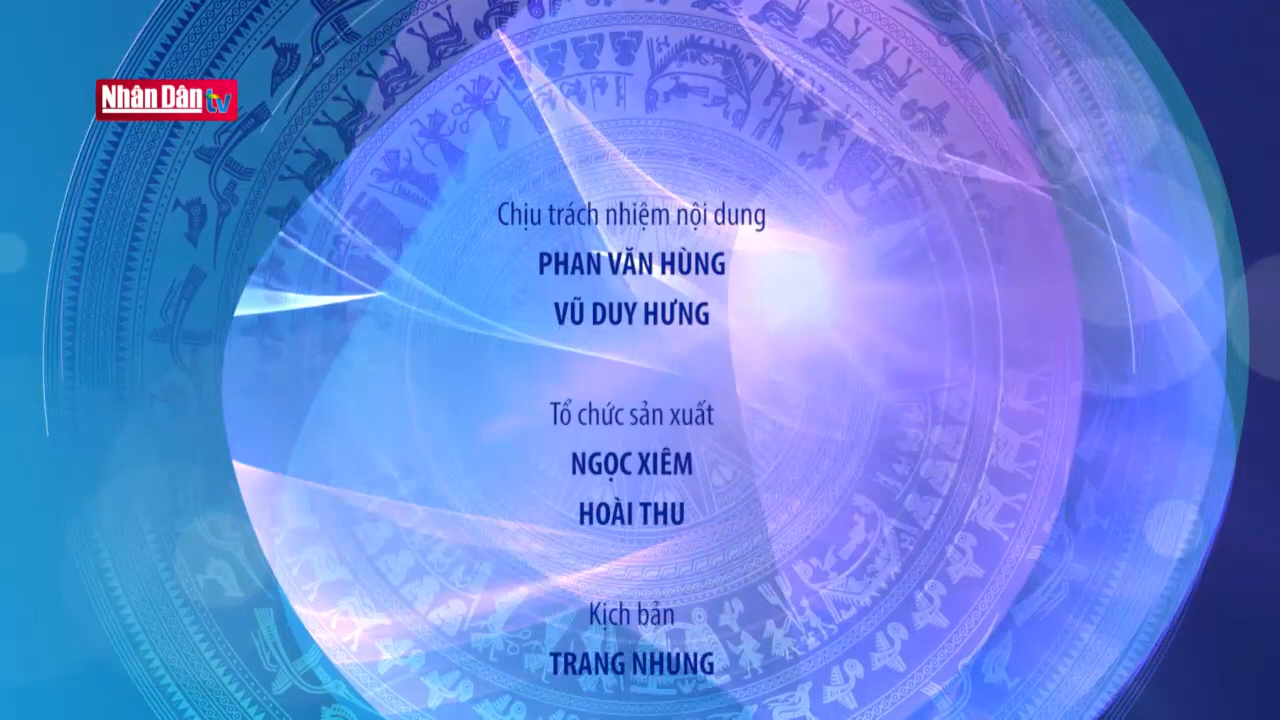 Nhân Dân tv
Chịu trách nhiệm nội dung
PHAN VĂN HÙNG
VŨ DUY HƯNG
Tổ chức sản xuất
NGỌC XIÊM
HOÀI THU
Kịch bản
TRANG NHUNG